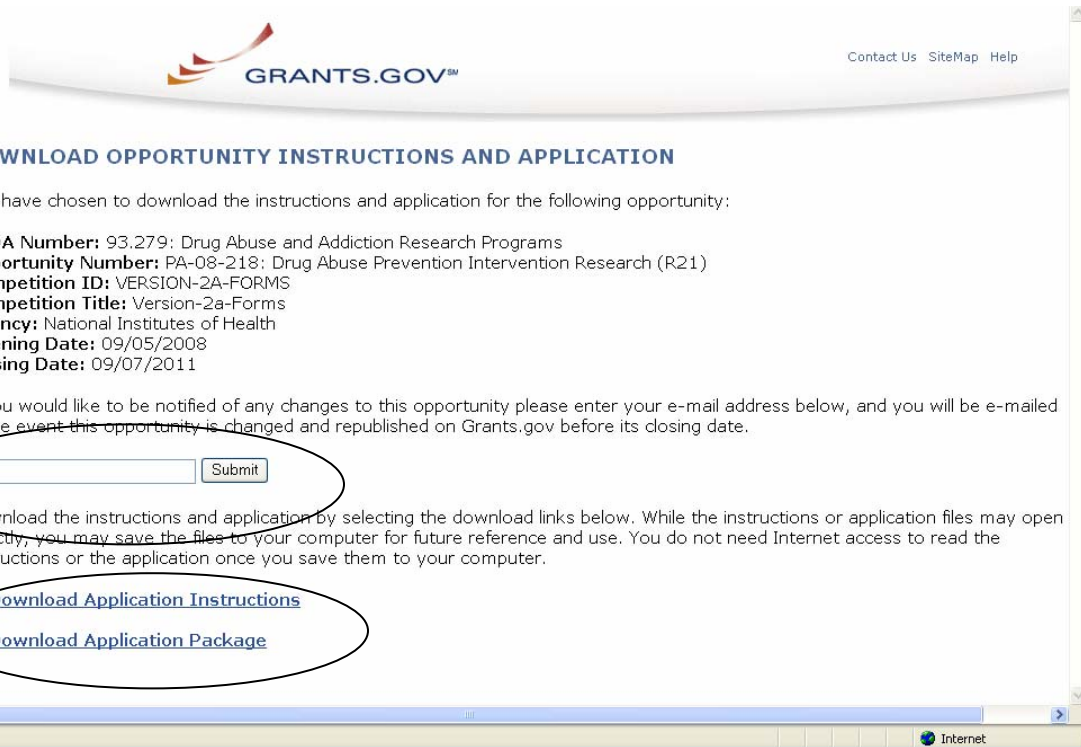 GRANTS.GOV℠
Contact Us SiteMap Help
WNLOAD OPPORTUNITY INSTRUCTIONS AND APPLICATION
have chosen to download the instructions and application for the following opportunity:
A Number: 93.279: Drug Abuse and Addiction Research Programs
ortunity Number: PA-08-218: Drug Abuse Prevention Intervention Research (R21)
npetition ID: VERSION-2A-FORMS
npetition Title: Version-2a-Forms
ncy: National Institutes of Health
ning Date: 09/05/2008
sing Date: 09/07/2011
ou would like to be notified of any changes to this opportunity please enter your e-mail address below, and you will be e-mailed
e event this opportunity is changed and republished on Grants.gov before its closing date.
Submit
nload the instructions and application by selecting the download links below. While the instructions or application files may open
ctly, you may save the files to your computer for future reference and use. You do not need Internet access to read the
uctions or the application once you save them to your computer.
ownload Application Instructions
ownload Application Package
Internet